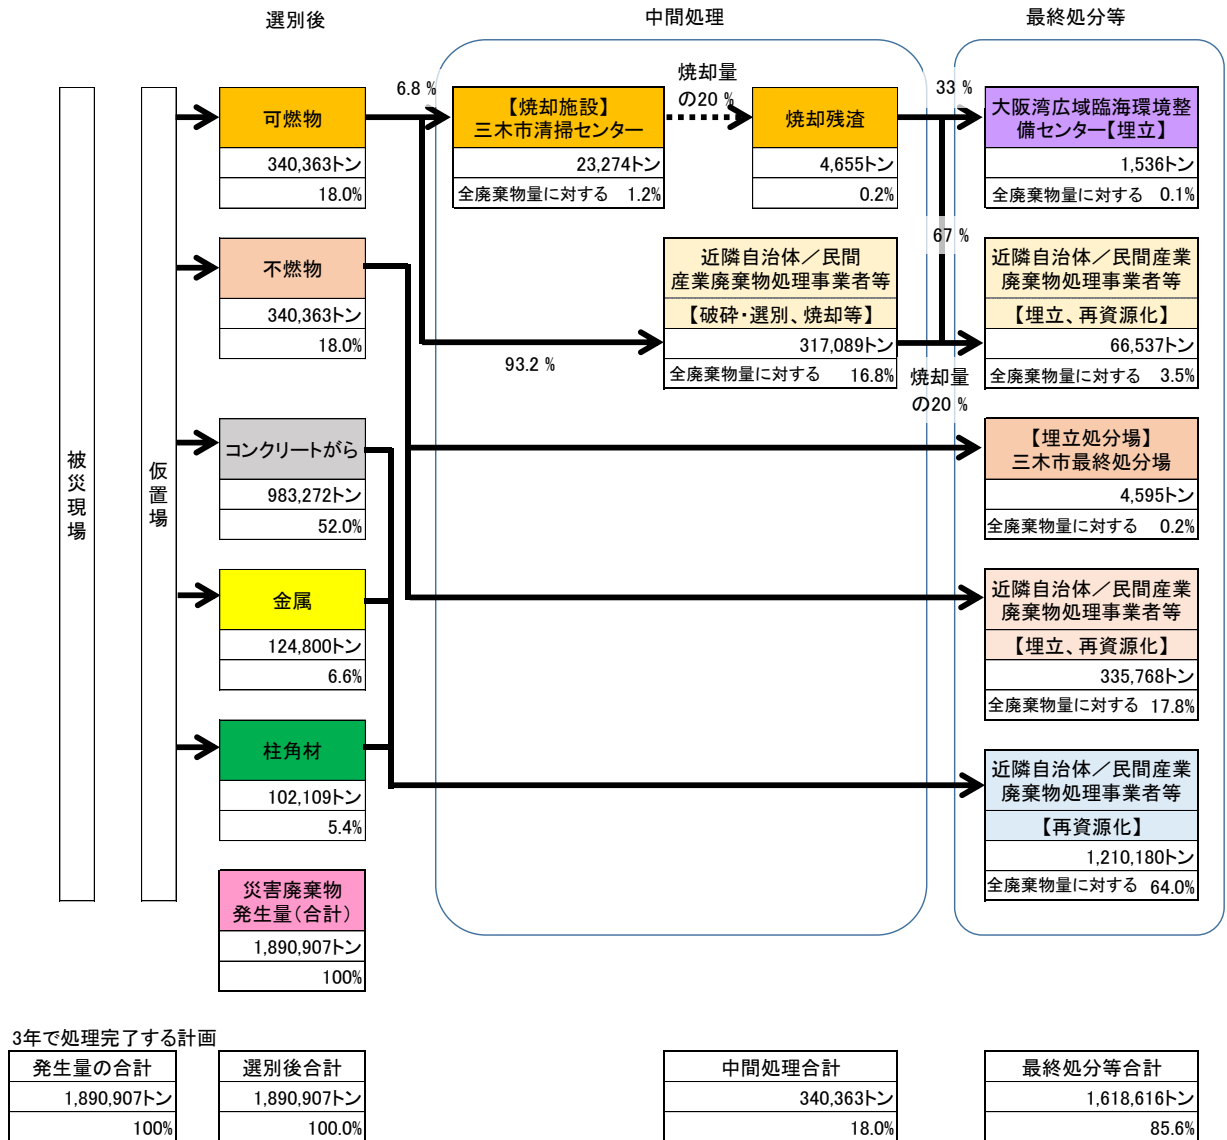 選別後
中間処理
最終処分等
被災現場
仮置場
可燃物
340,363トン
18.0%
6.8 %
【焼却施設】
三木市清掃センター
23,274トン
全廃棄物量に対する 1.2%
焼却量
の20 %
焼却残渣
4,655トン
0.2%
33 %
大阪湾広域臨海環境整
備センター【埋立】
1,536トン
全廃棄物量に対する 0.1%
67 %
不燃物
340,363トン
18.0%
93.2 %
近隣自治体／民間
産業廃棄物処理事業者等
【破砕・選別、焼却等】
317,089トン
全廃棄物量に対する 16.8%
焼却量
の20 %
近隣自治体／民間産業
廃棄物処理事業者等
【埋立、再資源化】
66,537トン
全廃棄物量に対する 3.5%
コンクリートがら
983,272トン
52.0%
【埋立処分場】
三木市最終処分場
4,595トン
全廃棄物量に対する 0.2%
金属
124,800トン
6.6%
近隣自治体／民間産業
廃棄物処理事業者等
【埋立、再資源化】
335,768トン
全廃棄物量に対する 17.8%
柱角材
102,109トン
5.4%
近隣自治体／民間産業
廃棄物処理事業者等
【再資源化】
1,210,180トン
全廃棄物量に対する 64.0%
災害廃棄物
発生量（合計）
1,890,907トン
100%
3年で処理完了する計画
発生量の合計
1,890,907トン
100%
選別後合計
1,890,907トン
100.0%
中間処理合計
340,363トン
18.0%
最終処分等合計
1,618,616トン
85.6%